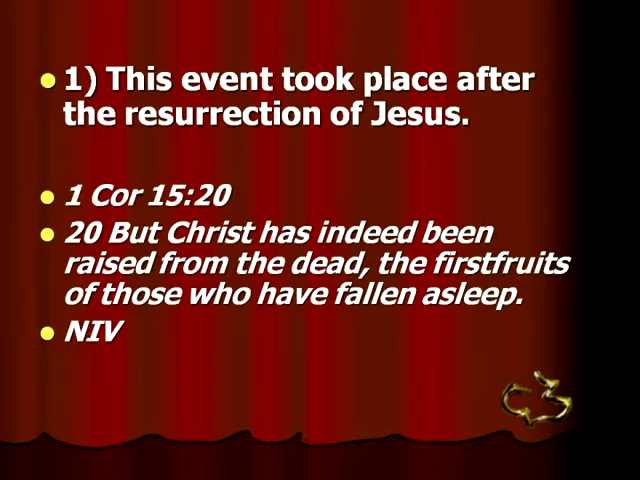 1) This event took place after
the resurrection of Jesus.
1 Cor 15:20
20 But Christ has indeed been
raised from the dead, the firstfruits
of those who have fallen asleep.
NIV